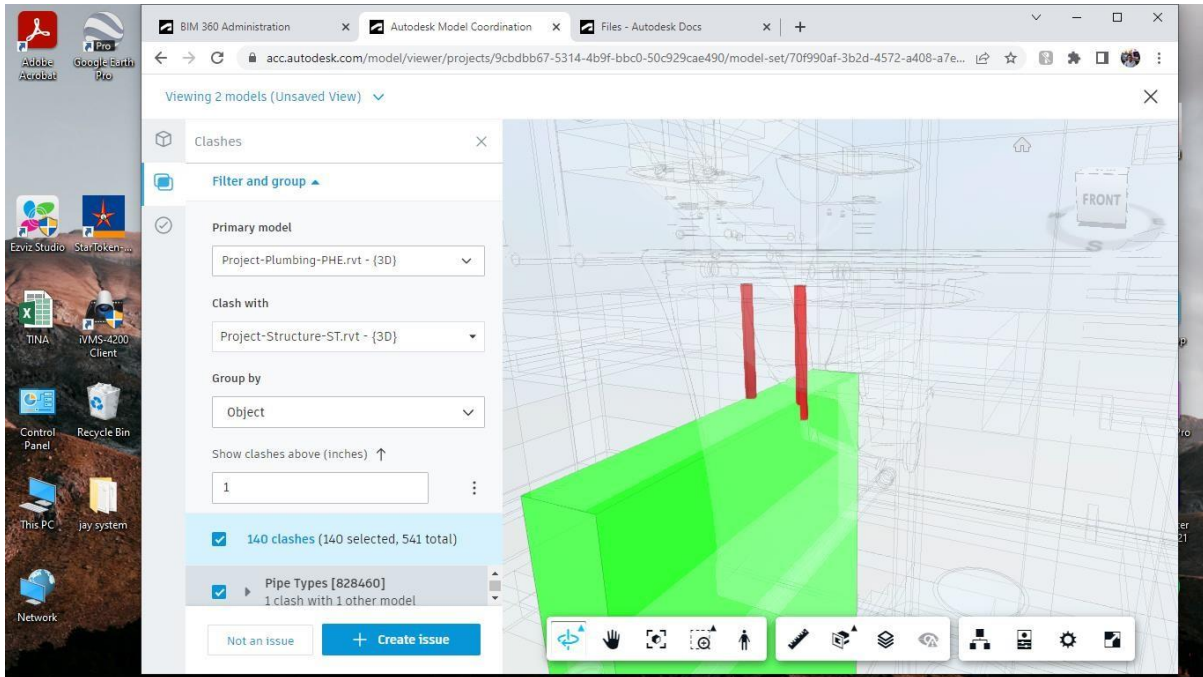 BIM 360 Administration
Autodesk Model Coordination
Files - Autodesk Docs
acc.autodesk.com/model/viewer/projects/9cbdbb67-5314-4b9f-bbc0-50c929cae490/model-set/70f990af-3b2d-4572-a408-a7e...
Adobe
Acrobat
Pro
Google Earth
Pro
Viewing 2 models (Unsaved View)
Clashes
Filter and group
Primary model
Project-Plumbing-PHE.rvt - {3D}
Clash with
Project-Structure-ST.rvt - {3D}
Group by
Object
Show clashes above (inches)
1
140 clashes (140 selected, 541 total)
Pipe Types [828460]
1 clash with 1 other model
Not an issue
+ Create issue
Ezviz Studio
StarToken-...
TINA
iVMS-4200
Client
Control
Panel
Recycle Bin
This PC
jay system
Network
FRONT
S